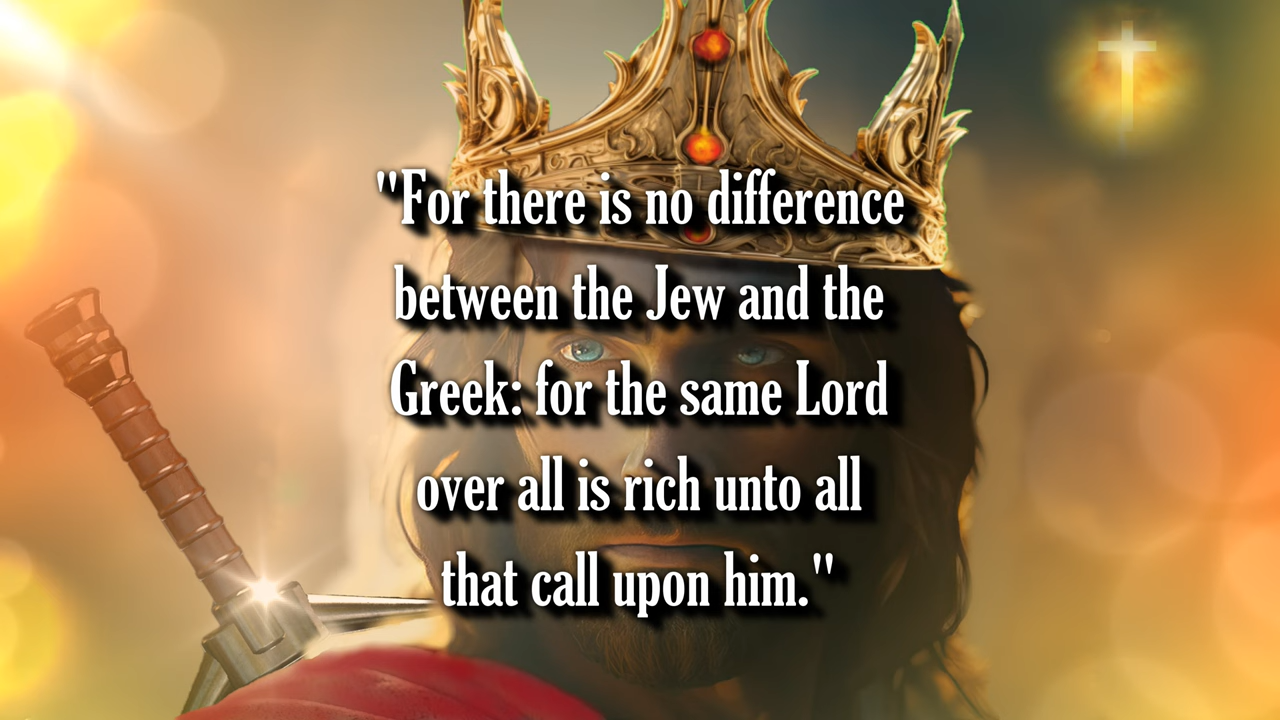 "For there is no difference
between the Jew and the
Greek: for the same Lord
over all is rich unto all
that call upon him."